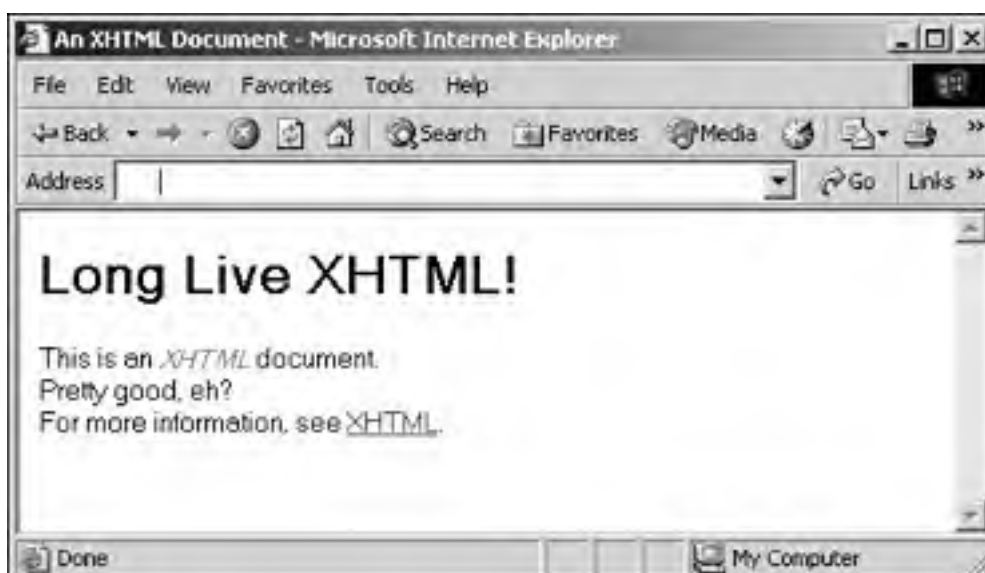 An XHTML Document - Microsoft Internet Explorer
File Edit View Favorites Tools Help
Back Search Favorites Media »
Address Go Links »
Long Live XHTML!
This is an XHTML document.
Pretty good, eh?
For more information, see XHTML.
Done My Computer